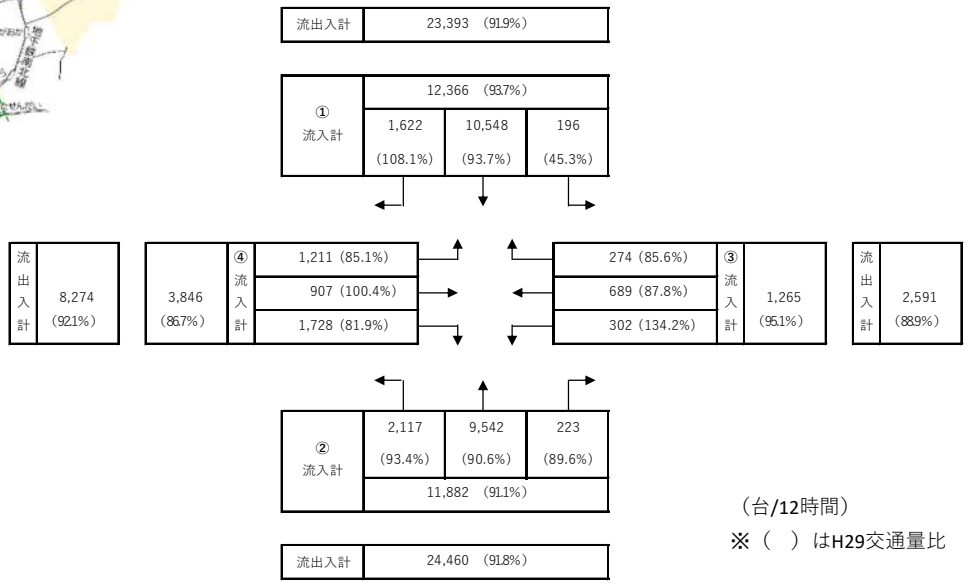 流出入計 23,393 (91.9%)
① 流入計
12,366 (93.7%)
1,622 10,548 196
(108.1%) (93.7%) (45.3%)
流出入計
8,274
(92.1%)
3,846
(86.7%)
④ 流入計
1,211 (85.1%)
907 (100.4%)
1,728 (81.9%)
274 (85.6%)
689 (87.8%)
302 (134.2%)
③ 流入計
1,265
(95.1%)
流出入計
2,591
(88.9%)
② 流入計
2,117 9,542 223
(93.4%) (90.6%) (89.6%)
11,882 (91.1%)
流出入計 24,460 (91.8%)
(台/12時間)
※( )はH29交通量比